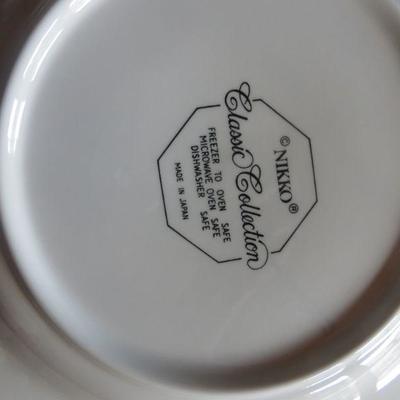 © NIKKO®
Classic Collection
FREEZER TO OVEN SAFE
MICROWAVE OVEN SAFE
DISHWASHER SAFE
MADE IN JAPAN